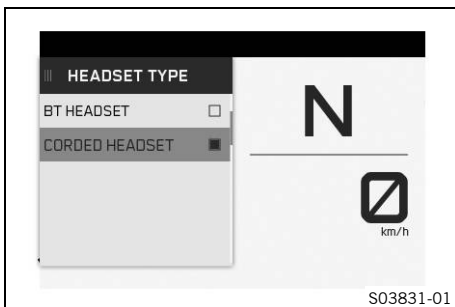 HEADSET TYPE
BT HEADSET
CORDED HEADSET
N
0
km/h
S03831-01